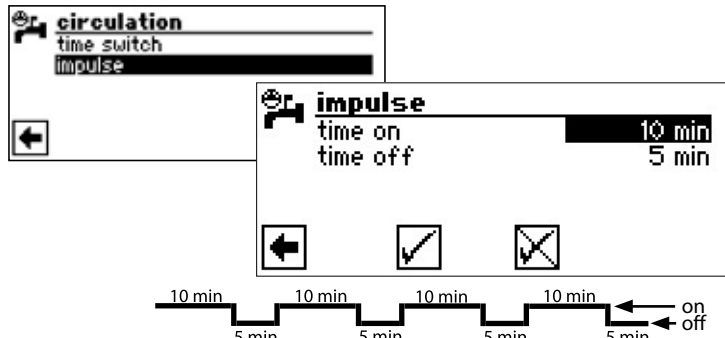 circulation
time switch
impulse
impulse
time on 10 min
time off 5 min
10 min 10 min 10 min 10 min
on
off
5 min 5 min 5 min 5 min